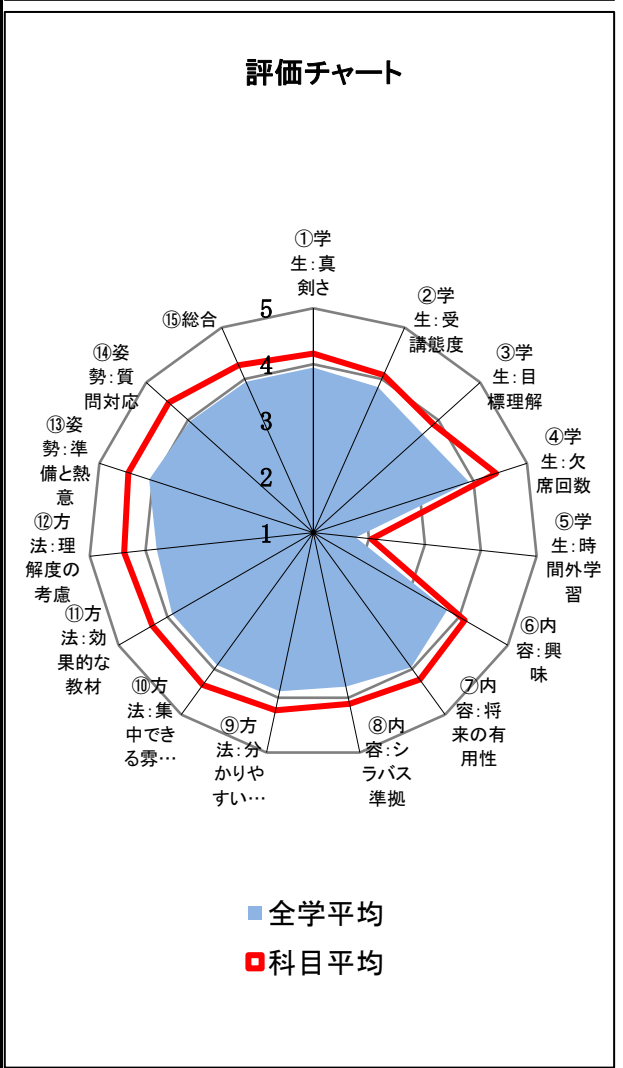 評価チャート
①学
生:真
剣さ
②学
生:受
講態度
③学
生:目
標理解
④学
生:欠
席回数
⑤学
生:時
間外学
習
⑥内
容:興
味
⑦内
容:将
来の有
用性
⑧内
容:シ
ラバス
準拠
⑨方
法:分
かりや
すい…
⑩方
法:集
中でき
る雰…
⑪方
法:効
果的な
教材
⑫方
法:理
解度の
考慮
⑬姿
勢:準
備と熱
意
⑭姿
勢:質
問対応
⑮総合
5
4
3
2
1
全学平均
科目平均